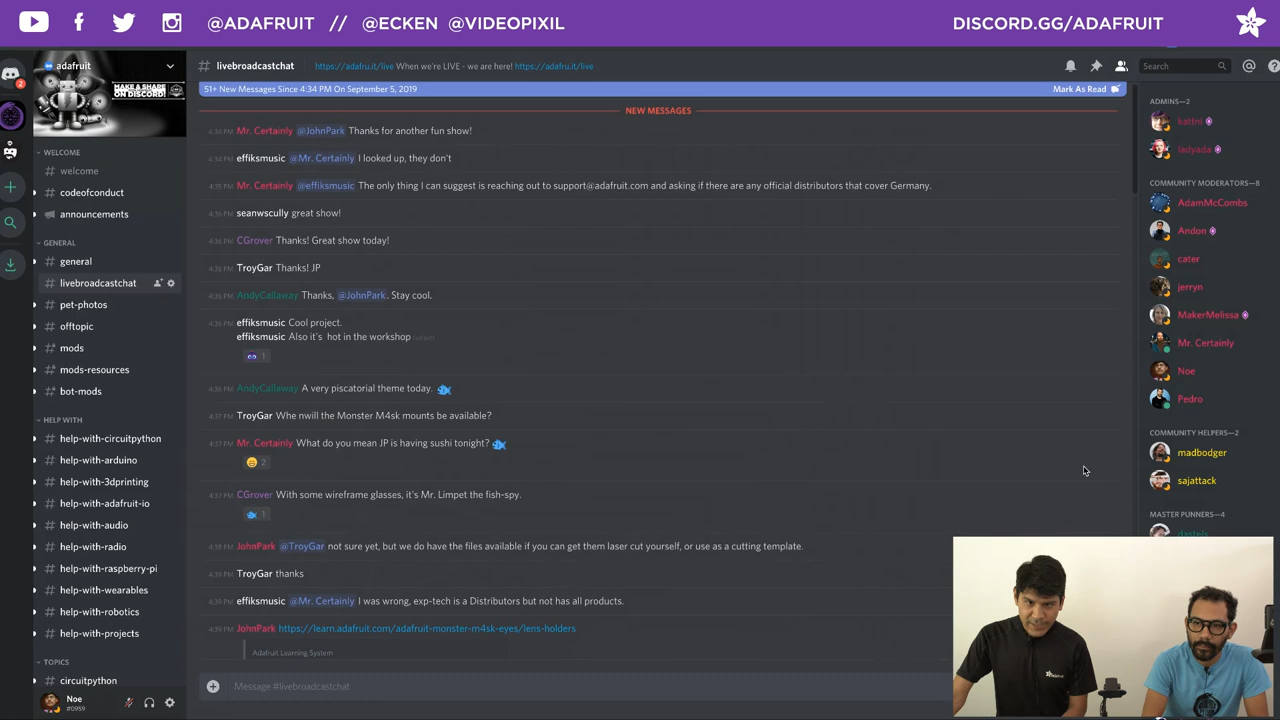 @ADAFRUIT // @ECKEN @VIDEOPIXIL
DISCORD.GG/ADAFRUIT
adafruit
MAKE A SHAPE
ON DISCORD!
# livebroadcastchat
https://adafru.it/live When we're LIVE - we are here! https://adafru.it/live
Search
51+ New Messages Since 4:34 PM On September 5, 2019
Mark As Read
NEW MESSAGES
4:34 PM Mr. Certainly @JohnPark Thanks for another fun show!
4:34 PM effiksmusic @Mr. Certainly I looked up, they don't
4:35 PM Mr. Certainly @effiksmusic The only thing I can suggest is reaching out to support@adafruit.com and asking if there are any official distributors that cover Germany.
4:36 PM seanwscully great show!
4:36 PM CGrover Thanks! Great show today!
4:36 PM TroyGar Thanks! JP
4:36 PM AndyCallaway Thanks, @JohnPark. Stay cool.
4:36 PM effiksmusic Cool project.
effiksmusic Also it's hot in the workshop
1
4:36 PM AndyCallaway A very piscatorial theme today.
4:37 PM TroyGar Whe nwill the Monster M4sk mounts be available?
4:37 PM Mr. Certainly What do you mean JP is having sushi tonight?
2
4:37 PM CGrover With some wireframe glasses, it's Mr. Limpet the fish-spy.
1
4:38 PM JohnPark @TroyGar not sure yet, but we do have the files available if you can get them laser cut yourself, or use as a cutting template.
4:39 PM TroyGar thanks
4:39 PM effiksmusic @Mr. Certainly I was wrong, exp-tech is a Distributors but not has all products.
4:39 PM JohnPark https://learn.adafruit.com/adafruit-monster-m4sk-eyes/lens-holders
Adafruit Learning System
Message #livebroadcastchat
2
WELCOME
# welcome
# codeofconduct
announcements
GENERAL
# general
# livebroadcastchat
# pet-photos
# offtopic
# mods
# mods-resources
# bot-mods
HELP WITH
# help-with-circuitpython
# help-with-arduino
# help-with-3dprinting
# help-with-adafruit-io
# help-with-audio
# help-with-radio
# help-with-raspberry-pi
# help-with-wearables
# help-with-robotics
# help-with-projects
TOPICS
# circuitpython
Noe
#0959
ADMINS—2
kattni
ladyada
COMMUNITY MODERATORS—8
AdamMcCombs
Andon
cater
jerryn
MakerMelissa
Mr. Certainly
Noe
Pedro
COMMUNITY HELPERS—2
madbodger
sajattack
MASTER PUNNERS—4
dastels